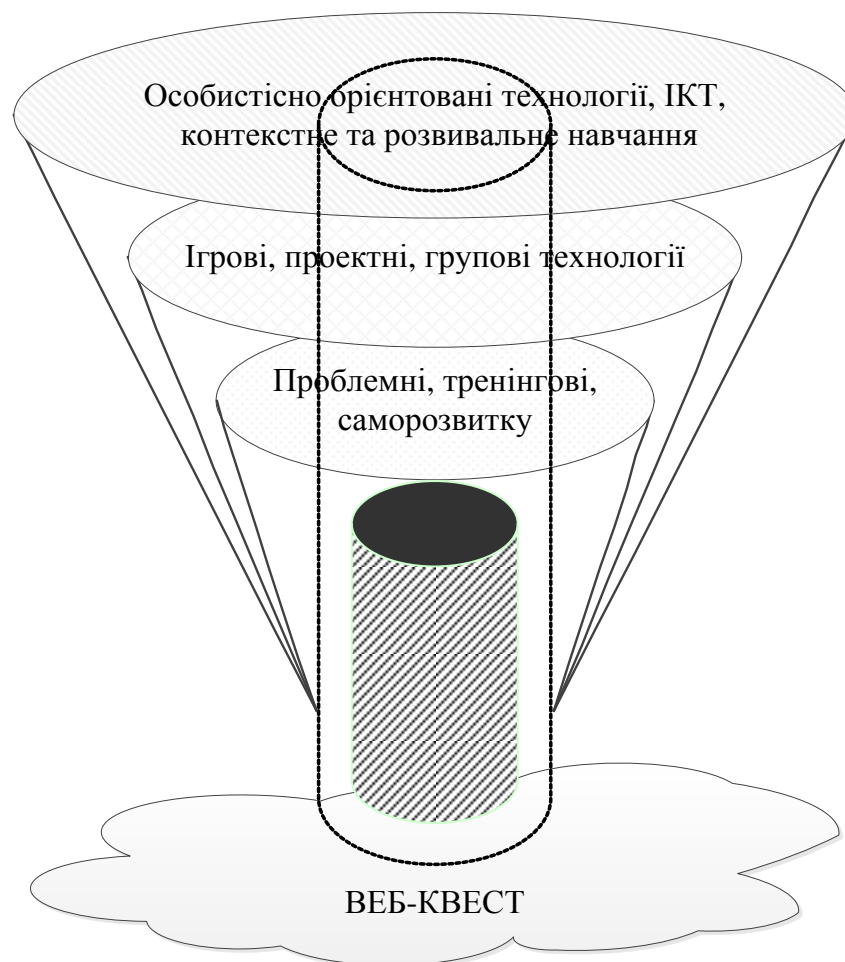 Особистісно орієнтовані технології, ІКТ,
контекстне та розвивальне навчання
Ігрові, проектні, групові технології
Проблемні, тренінгові,
саморозвитку
ВЕБ-КВЕСТ